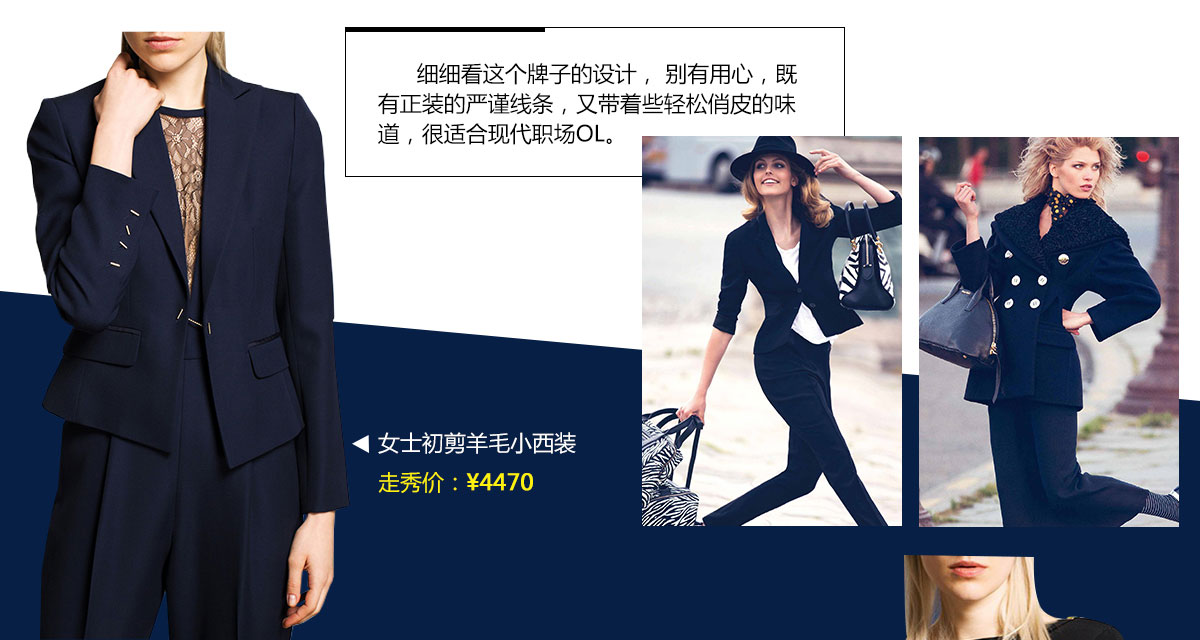 细细看这个牌子的设计， 别有用心，既
有正装的严谨线条，又带着些轻松俏皮的味
道，很适合现代职场OL。
女士初剪羊毛小西装
走秀价：¥4470